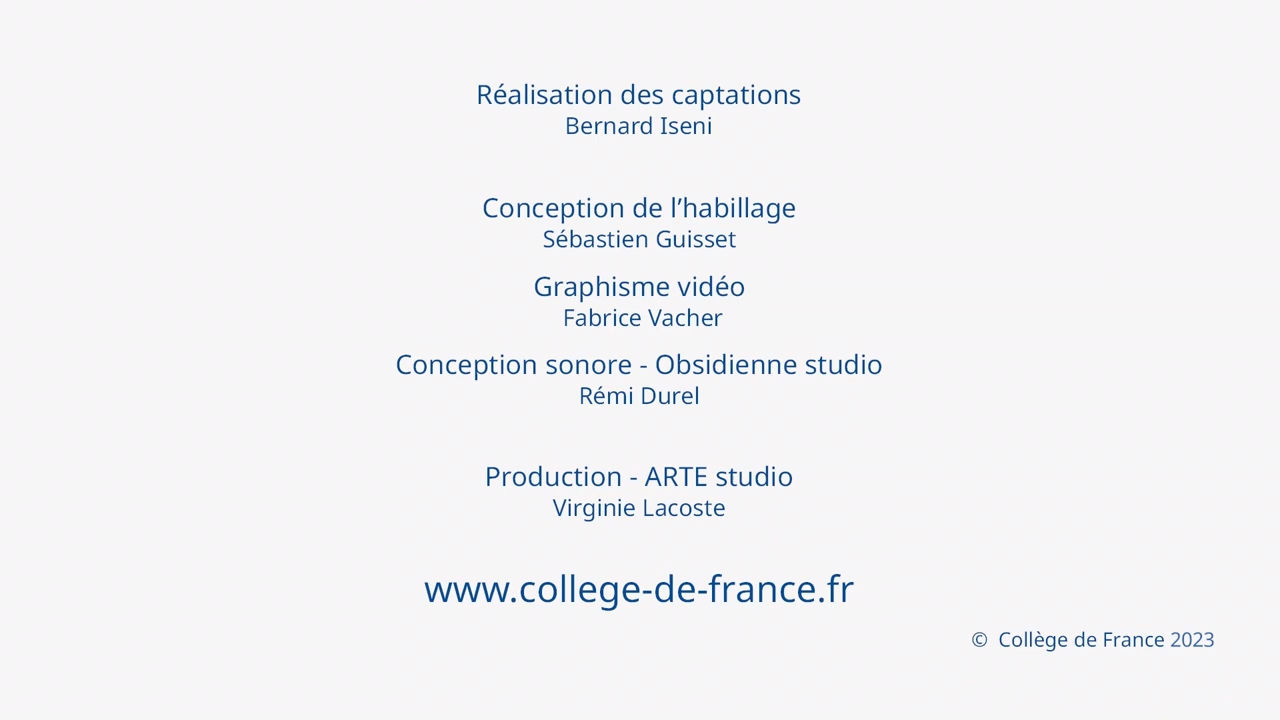 Réalisation des captations
Bernard Iseni
Conception de l’habillage
Sébastien Guisset
Graphisme vidéo
Fabrice Vacher
Conception sonore - Obsidienne studio
Rémi Durel
Production - ARTE studio
Virginie Lacoste
www.college-de-france.fr
© Collège de France 2023